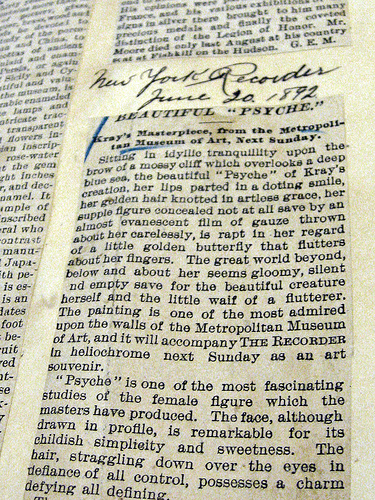 and opinions, were
France, and his various exhibitions of
signs in silver there brought to him many
precious medals and finally the coveted
distinction of the Legion of Honor. Mr.
Moore died only last August at his country
seat at Fishkill on the Hudson. G. E. M.
New York Recorder
June 20. 1892
BEAUTIFUL "PSYCHE."
Kray's Masterpiece, from the Metropoli-
tan Museum of Art, Next Sunday.
Sitting in idyllic tranquillity upon the
brow of a mossy cliff which overlooks a deep
blue sea, the beautiful "Psyche" of Kray's
creation, her lips parted in a doting smile,
her golden hair knotted in artless grace, her
supple figure concealed not at all save by an
almost evanescent film of gauze thrown
about her carelessly, is rapt in her regard
of a little golden butterfly that flutters
about her fingers. The great world beyond,
below and about her seems gloomy, silent
nd empty save for the beautiful creature
herself and the little waif of a flutterer.
The painting is one of the most admired
upon the walls of the Metropolitan Museum
of Art, and it will accompany THE RECORDER
in heliochrome next Sunday as an art
souvenir.
"Psyche" is one of the most fascinating
studies of the female figure which the
masters have produced. The face, although
drawn in profile, is remarkable for its
childish simplicity and sweetness. The
hair, straggling down over the eyes in
defiance of all control, possesses a charm
defying all defining.